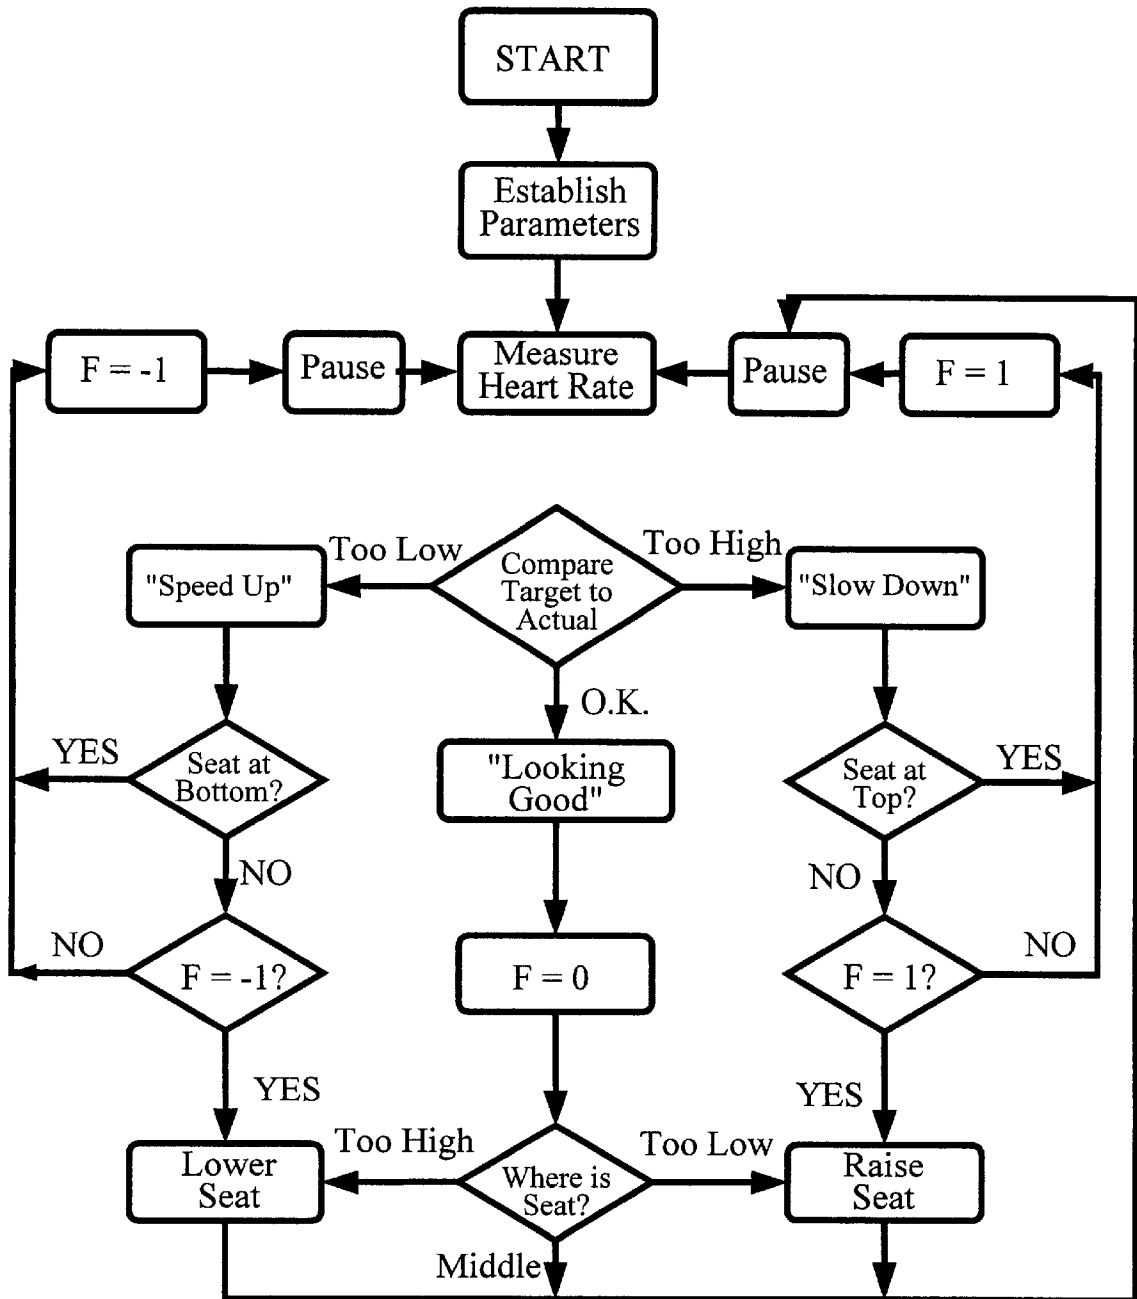 START
Establish
Parameters
F = -1
Pause
Measure
Heart Rate
Pause
F = 1
Too Low
Compare
Target to
Actual
Too High
"Speed Up"
"Slow Down"
O.K.
YES
Seat at
Bottom?
"Looking
Good"
Seat at
Top?
YES
NO
NO
NO
F = -1?
F = 0
F = 1?
NO
YES
YES
Lower
Seat
Too High
Where is
Seat?
Too Low
Raise
Seat
Middle